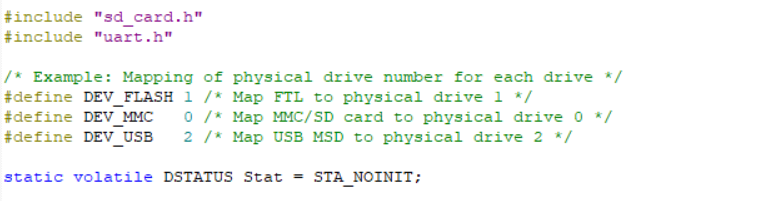 #include "sd_card.h"
#include "uart.h"
/* Example: Mapping of physical drive number for each drive */
#define DEV_FLASH 1 /* Map FTL to physical drive 1 */
#define DEV_MMC   0 /* Map MMC/SD card to physical drive 0 */
#define DEV_USB   2 /* Map USB MSD to physical drive 2 */
static volatile DSTATUS Stat = STA_NOINIT;